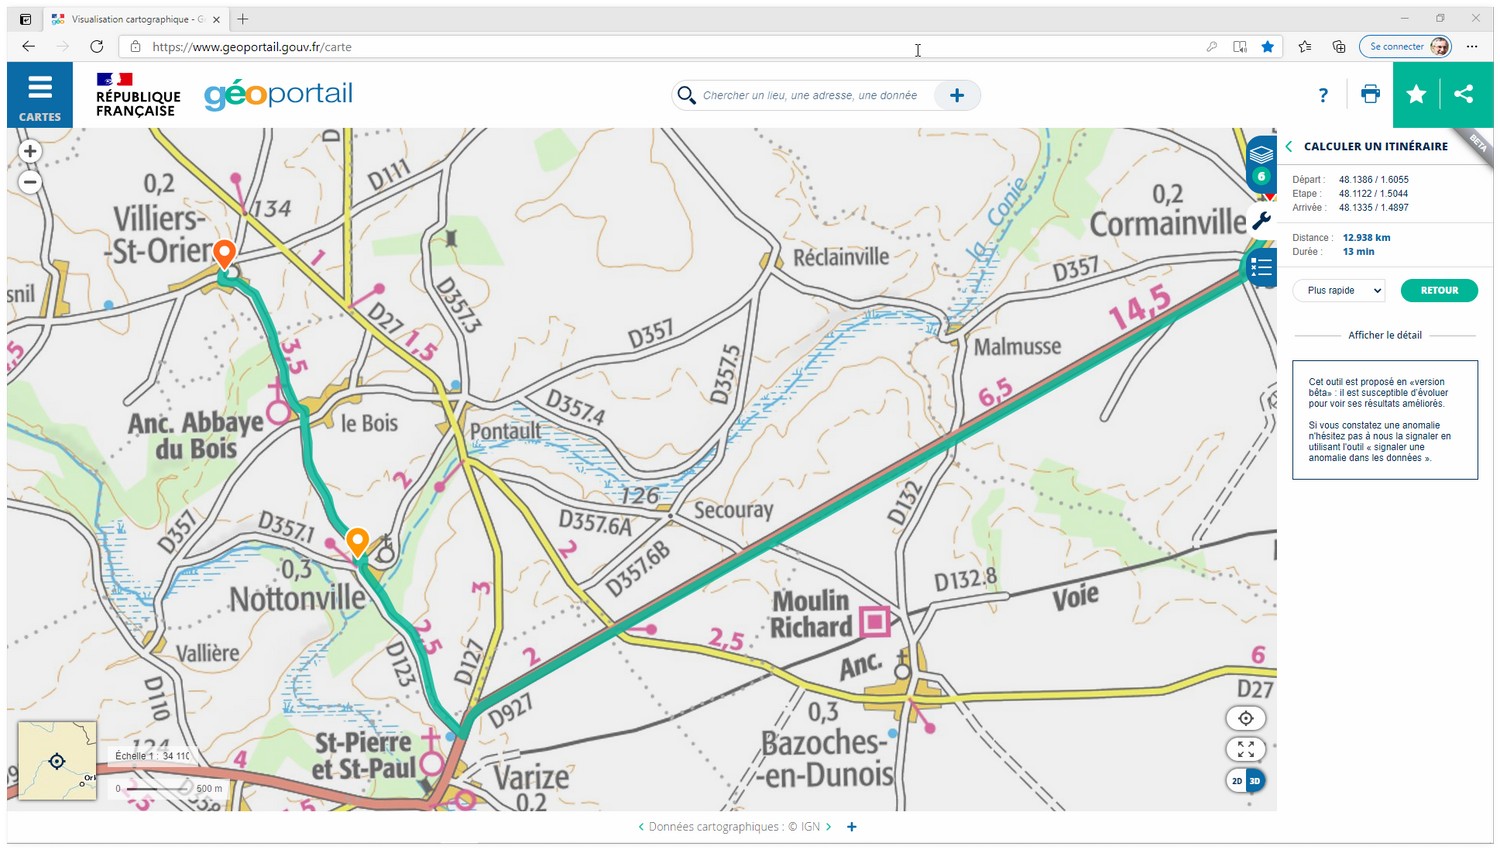 Visualisation cartographique - G
https://www.geoportail.gouv.fr/carte
Se connecter
CARTES
RÉPUBLIQUE
FRANÇAISE
géoportail
Chercher un lieu, une adresse, une donnée
?
BETA
CALCULER UN ITINÉRAIRE
Départ : 48.1386 / 1.6055
Etape : 48.1122 / 1.5044
Arrivée : 48.1335 / 1.4897
Distance : 12.938 km
Durée : 13 min
Plus rapide
RETOUR
Afficher le détail
Cet outil est proposé en «version
bêta» : il est susceptible d'évoluer
pour voir ses résultats améliorés.
Si vous constatez une anomalie
n'hésitez pas à nous la signaler en
utilisant l'outil « signaler une
anomalie dans les données ».
6
D
D111
0,2
134
Villiers-
-St-Orien
snil
1
D357.3
D27
1,5
la Conie
0,2
Cormainville
Réclainville
D357
14,5
D357
Malmusse
3,5
D357.5
6,5
D357.4
Anc. Abbaye
du Bois
le Bois
Pontault
2
126
Secouray
D132
D357
D357.1
D357.6A
2
D357.6B
0,3
Nottonville
3
D132.8
Voie
Moulin
Richard
2,5
Vallière
2,5
D123
D127
2
Anc.
6
D27
D110
D927
0,3
Bazoches-
-en-Dunois
St-Pierre
et St-Paul
Varize
0,2
124
4
Échelle 1 : 34 110
0 500 m
Orl
2D 3D
Données cartographiques : © IGN